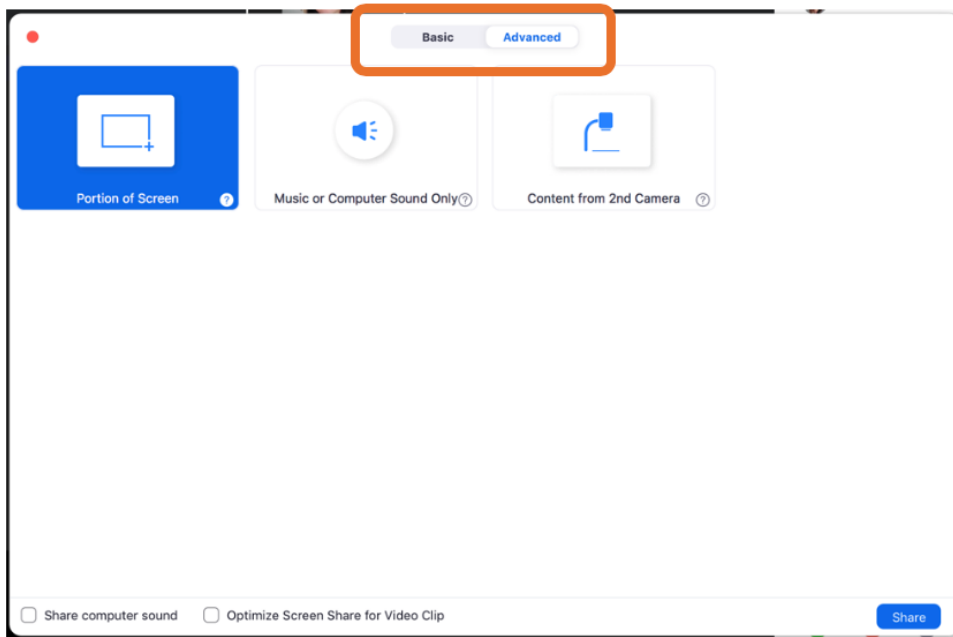 Basic Advanced
Portion of Screen ?
Music or Computer Sound Only ?
Content from 2nd Camera ?
Share computer sound Optimize Screen Share for Video Clip Share